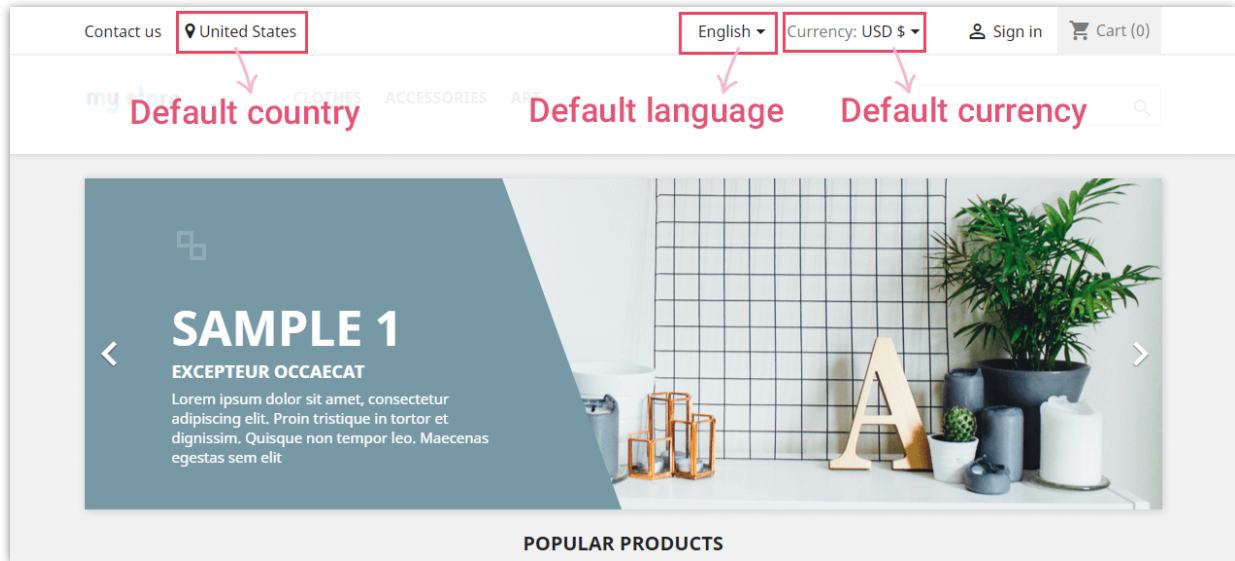 Contact us United States English Currency: USD $ Sign in Cart (0)
my store CLOTHES ACCESSORIES ART
Default country Default language Default currency
SAMPLE 1
EXCEPTEUR OCCAECAT
Lorem ipsum dolor sit amet, consectetur
adipiscing elit. Proin tristique in tortor et
dignissim. Quisque non tempor leo. Maecenas
egestas sem elit
A
POPULAR PRODUCTS